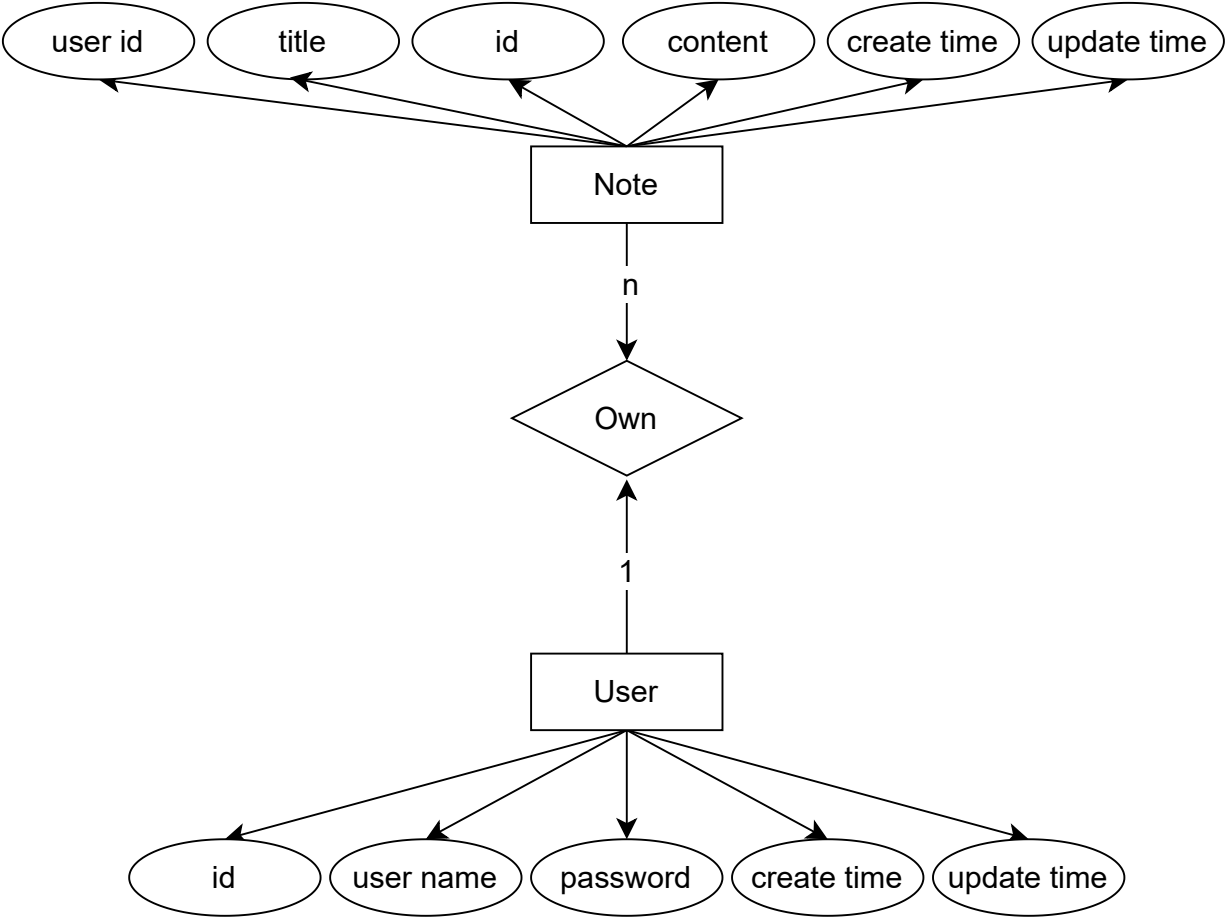 user id
title
id
content
create time
update time
Note
n
Own
1
User
id
user name
password
create time
update time